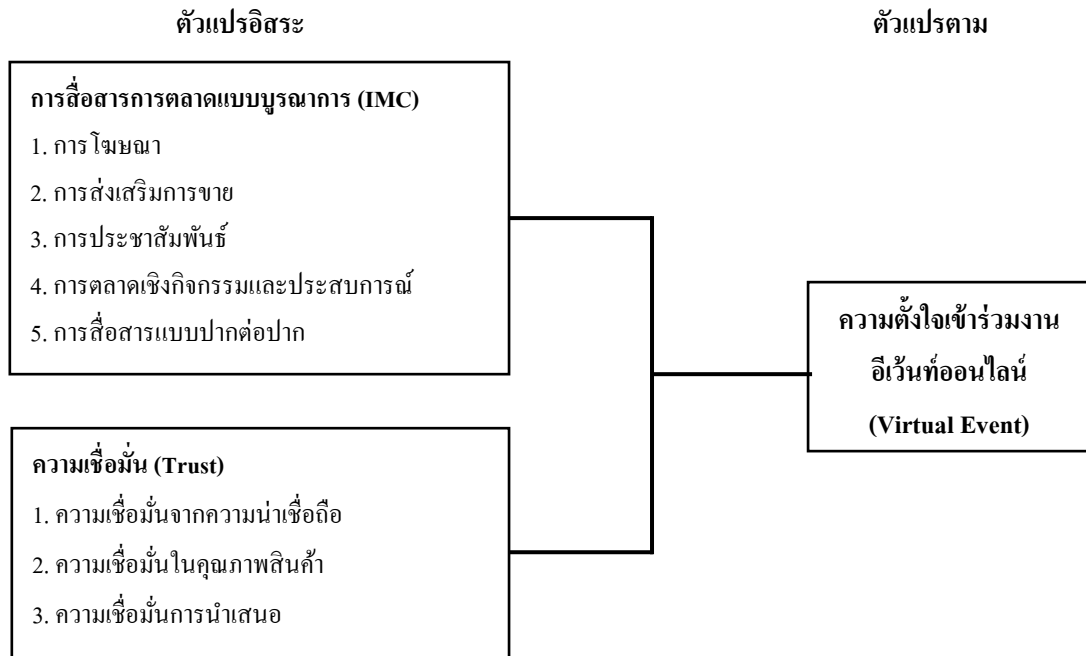 ตัวแปรอิสระ
ตัวแปรตาม
การสื่อสารการตลาดแบบบูรณาการ (IMC)
1. การโฆษณา
2. การส่งเสริมการขาย
3. การประชาสัมพันธ์
4. การตลาดเชิงกิจกรรมและประสบการณ์
5. การสื่อสารแบบปากต่อปาก
ความตั้งใจเข้าร่วมงาน
อีเว้นท์ออนไลน์
(Virtual Event)
ความเชื่อมั่น (Trust)
1. ความเชื่อมั่นจากความน่าเชื่อถือ
2. ความเชื่อมั่นในคุณภาพสินค้า
3. ความเชื่อมั่นการนำเสนอ